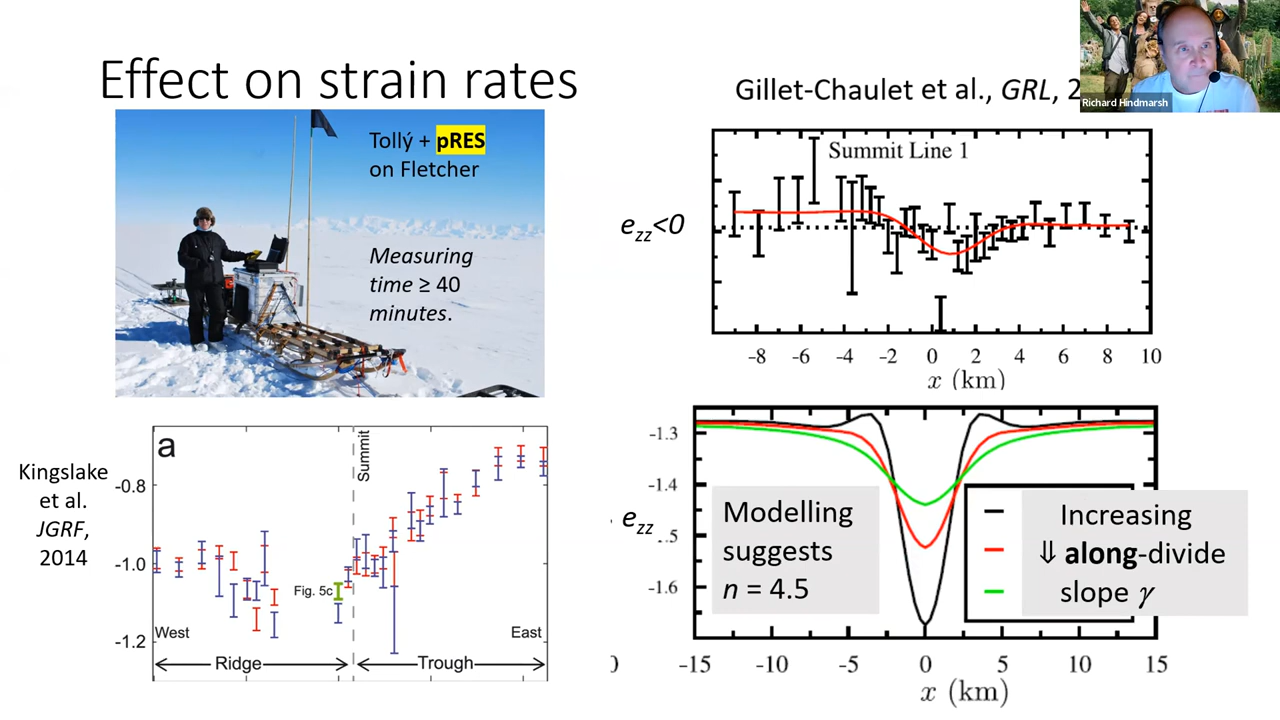 Effect on strain rates
Tollý + pRES
on Fletcher
Measuring
time ≥ 40
minutes.
Gillet-Chaulet et al., GRL, 2
Richard Hindmarsh
Summit Line 1
ezz<0
-8 -6 -4 -2 0 2 4 6 8 10
x (km)
Kingslake
et al.
JGRF,
2014
a
Summit
-0.8
-1.0
-1.2
Fig. 5c
West
East
Ridge
Trough
-1.3
-1.4
.5
-1.6
ezz
Modelling
suggests
n = 4.5
Increasing
⇓ along-divide
slope γ
0
-15 -10 -5 0 5 10 15
x (km)